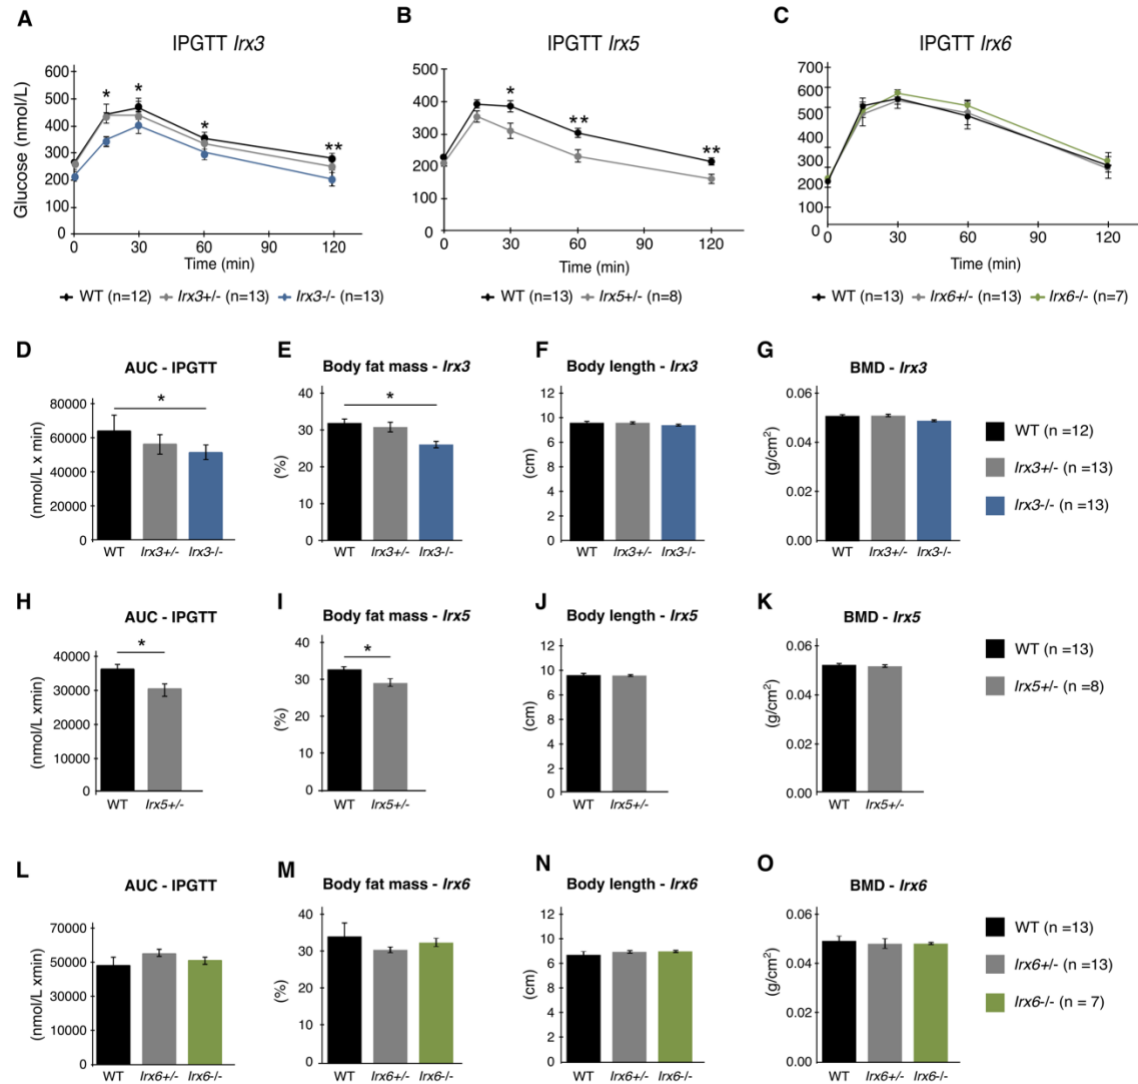 A
B
C
IPGTT Irx3
IPGTT Irx5
IPGTT Irx6
Glucose (nmol/L)
600
500
400
300
200
100
0
* * * **
0 30 60 90 120
Time (min)
500
400
300
200
100
0
* ** **
0 30 60 90 120
Time (min)
700
600
500
300
200
100
0
0 30 60 90 120
Time (min)
WT (n=12) Irx3+/- (n=13) Irx3-/- (n=13)
WT (n=13) Irx5+/- (n=8)
WT (n=13) Irx6+/- (n=13) Irx6-/- (n=7)
D
AUC - IPGTT
(nmol/L x min)
80000
60000
40000
20000
0
*
WT Irx3+/- Irx3-/-
E
Body fat mass - Irx3
(%)
40
30
20
10
0
*
WT Irx3+/- Irx3-/-
F
Body length - Irx3
(cm)
12
10
6
8
4
6
0
WT Irx3+/- Irx3-/-
G
BMD - Irx3
(g/cm²)
0.06
0.04
0.02
0.00
WT Irx3+/- Irx3-/-
WT (n =12)
Irx3+/- (n =13)
Irx3-/- (n =13)
H
AUC - IPGTT
(nmol/L xmin)
40000
30000
20000
10000
0
*
WT Irx5+/-
I
Body fat mass - Irx5
(%)
40
30
20
10
0
*
WT Irx5+/-
J
Body length - Irx5
(cm)
12
10
8
6
2
0
WT Irx5+/-
K
BMD - Irx5
(g/cm²)
0.06
0.04
0.02
0.00
WT Irx5+/-
WT (n =13)
Irx5+/- (n =8)
L
AUC - IPGTT
(nmol/L xmin)
70000
50000
30000
10000
0
WT Irx6+/- Irx6-/-
M
Body fat mass - Irx6
(%)
40
30
20
10
0
WT Irx6+/- Irx6-/-
N
Body length - Irx6
(cm)
12
10
6
8
4
2
0
WT Irx6+/- Irx6-/-
O
BMD - Irx6
(g/cm²)
0.06
0.04
0.02
0.00
WT Irx6+/- Irx6-/-
WT (n =13)
Irx6+/- (n =13)
Irx6-/- (n = 7)